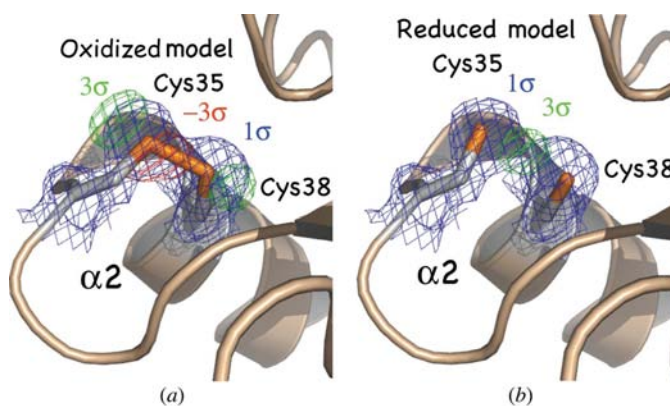 Oxidized model
Cys35
3σ
−3σ
1σ
Cys38
α2
(a)
Reduced model
Cys35
1σ
3σ
Cys38
α2
(b)